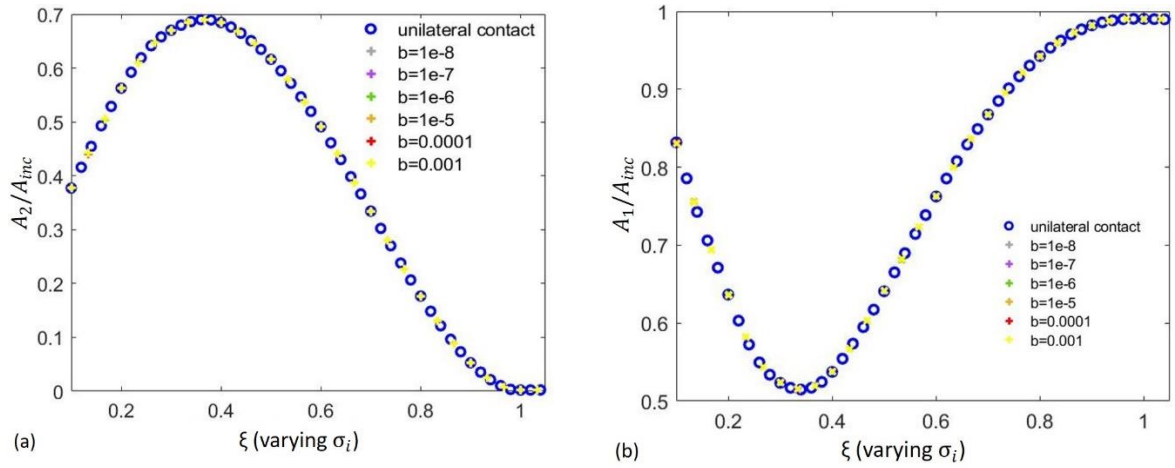 0.7
0.6
0.5
0.4
0.3
0.2
0.1
0
A2/Ainc
0.2 0.4 0.6 0.8 1
ξ (varying σi)
(a)
unilateral contact
b=1e-8
b=1e-7
b=1e-6
b=1e-5
b=0.0001
b=0.001
1
0.9
0.8
0.7
0.6
0.5
A1/Ainc
0.2 0.4 0.6 0.8 1
ξ (varying σi)
(b)
unilateral contact
b=1e-8
b=1e-7
b=1e-6
b=1e-5
b=0.0001
b=0.001